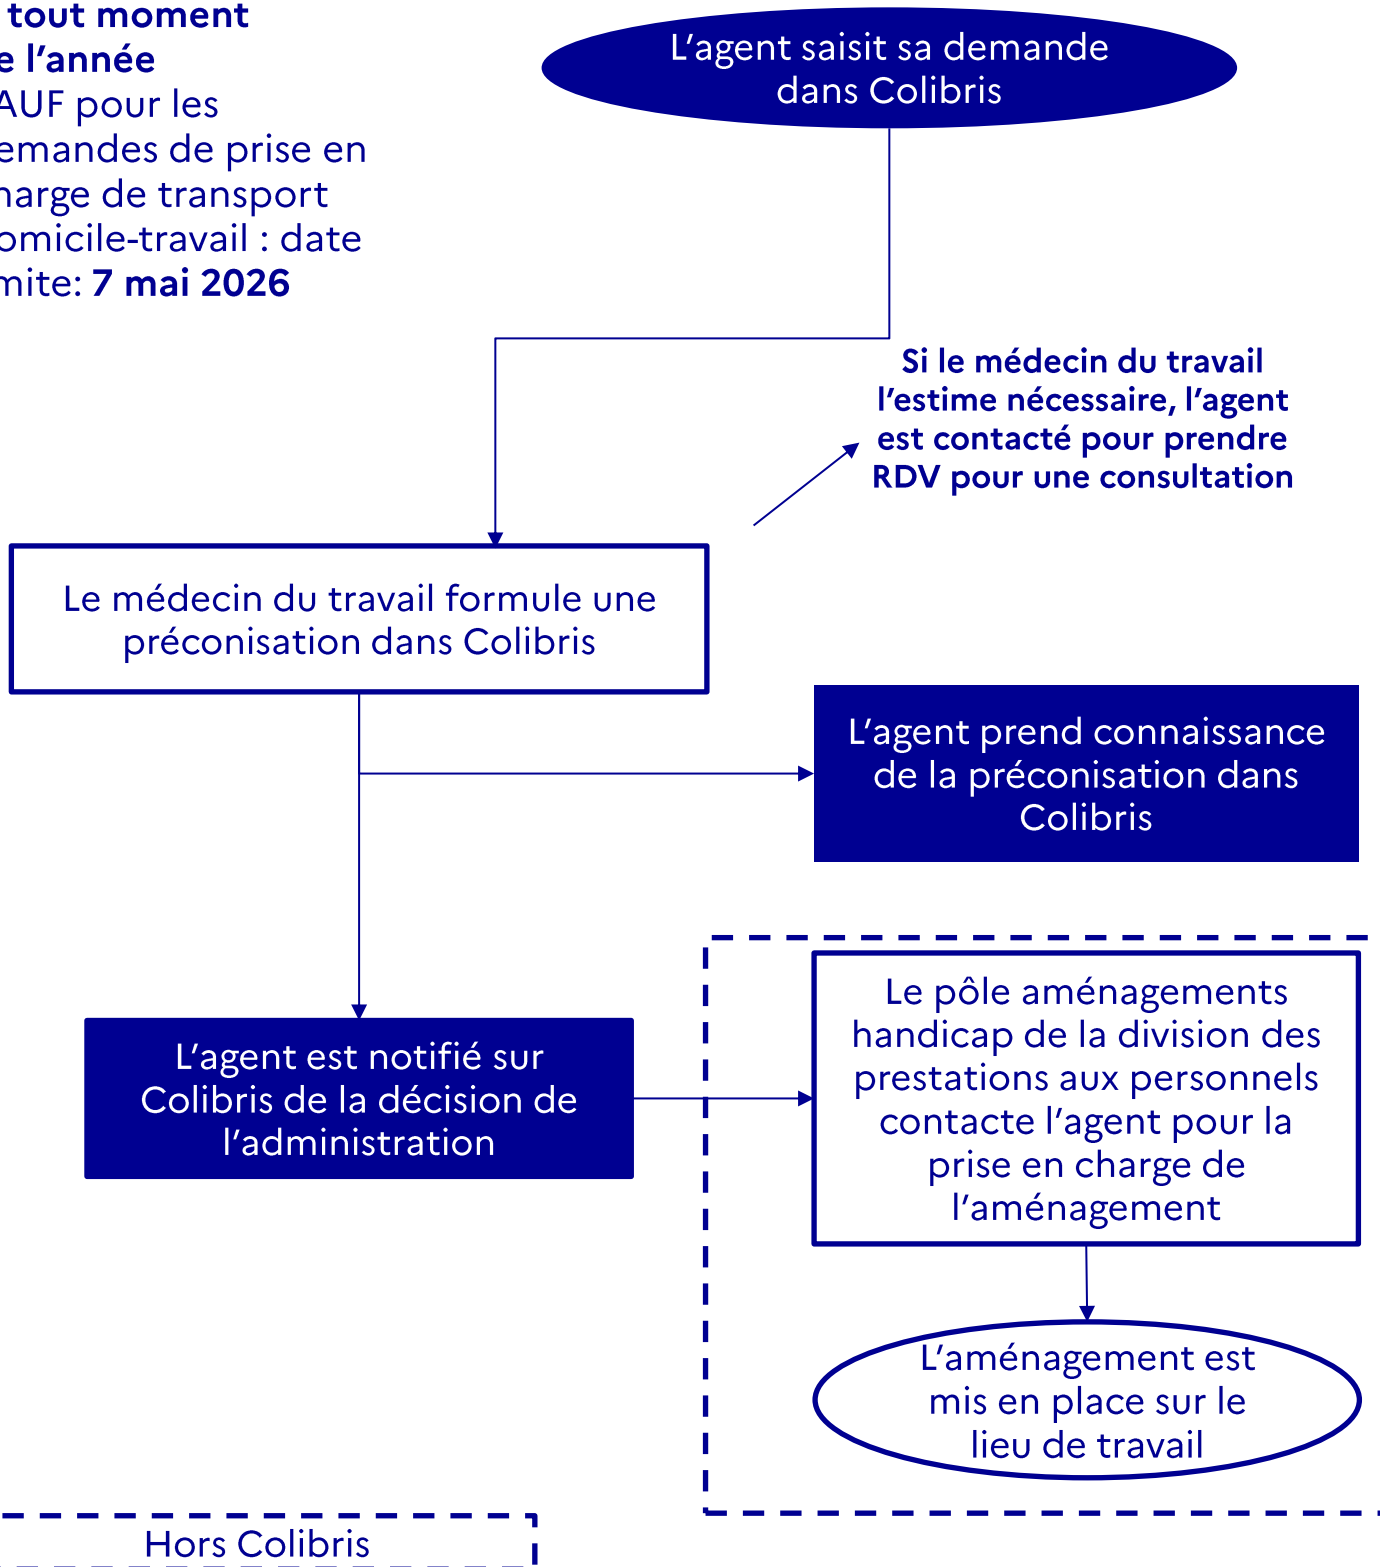 tout moment
e l’année
AUF pour les
emandes de prise en
harge de transport
omicile-travail : date
mite: 7 mai 2026
L’agent saisit sa demande
dans Colibris
Si le médecin du travail
l’estime nécessaire, l’agent
est contacté pour prendre
RDV pour une consultation
Le médecin du travail formule une
préconisation dans Colibris
L’agent prend connaissance
de la préconisation dans
Colibris
L’agent est notifié sur
Colibris de la décision de
l’administration
Le pôle aménagements
handicap de la division des
prestations aux personnels
contacte l’agent pour la
prise en charge de
l’aménagement
L’aménagement est
mis en place sur le
lieu de travail
Hors Colibris